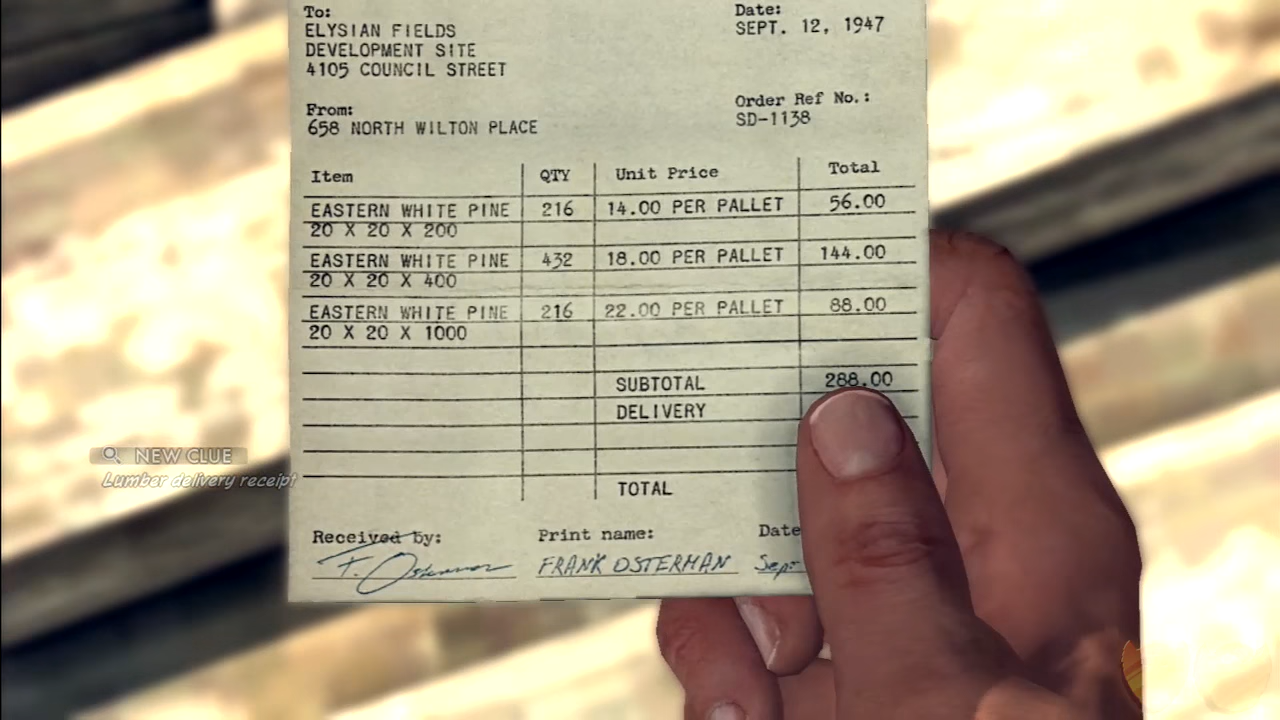 To:
ELYSIAN FIELDS
DEVELOPMENT SITE
4105 COUNCIL STREET
Date:
SEPT. 12, 1947
From:
658 NORTH WILTON PLACE
Order Ref No.:
SD-1138
Item QTY Unit Price Total
EASTERN WHITE PINE 216 14.00 PER PALLET 56.00
20 X 20 X 200
EASTERN WHITE PINE 432 18.00 PER PALLET 144.00
20 X 20 X 400
EASTERN WHITE PINE 216 22.00 PER PALLET 88.00
20 X 20 X 1000
SUBTOTAL 288.00
DELIVERY
TOTAL
NEW CLUE
Lumber delivery receipt
Received by: Print name: Date
F. Osterman FRANK OSTERMAN Sep